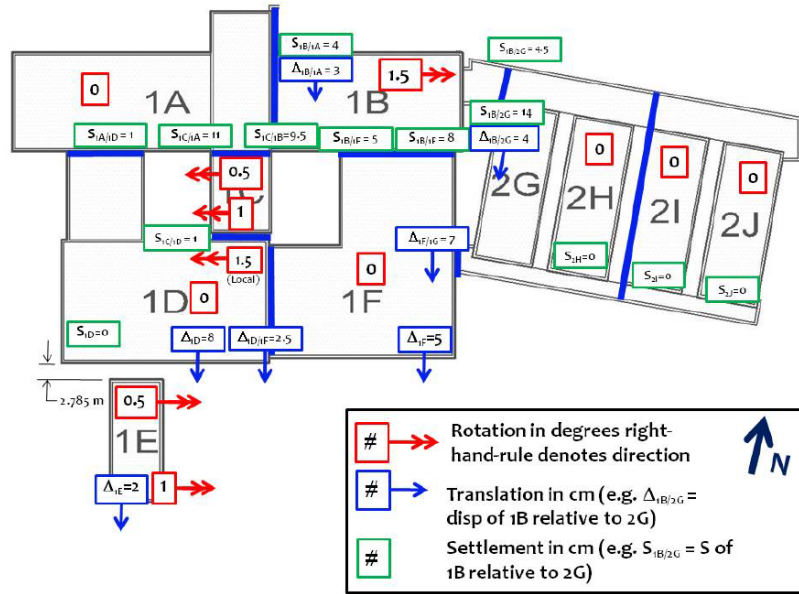 S1B/1A = 4
S1B/2G = 4.5
Δ1B/1A = 3
1.5
0
1A
1B
S1B/2G = 14
S1A/1D = 1
S1C/1A = 11
S1C/1B = 9.5
S1B/1F = 5
S1B/1F = 8
Δ1B/2G = 4
0
0
0
0.5
1C
2G
2H
2I
2J
1
S1C/1D = 1
Δ1F/1G = 7
1.5
(Local)
0
S2H=0
S2I=0
S2J=0
1D
0
1F
S1D=0
Δ1D=8
Δ1D/1F=2.5
Δ1F=5
2.785 m
0.5
1E
Δ1E=2
1
# Rotation in degrees right-
hand-rule denotes direction
# Translation in cm (e.g. Δ1B/2G =
disp of 1B relative to 2G)
# Settlement in cm (e.g. S1B/2G = S of
1B relative to 2G)
N